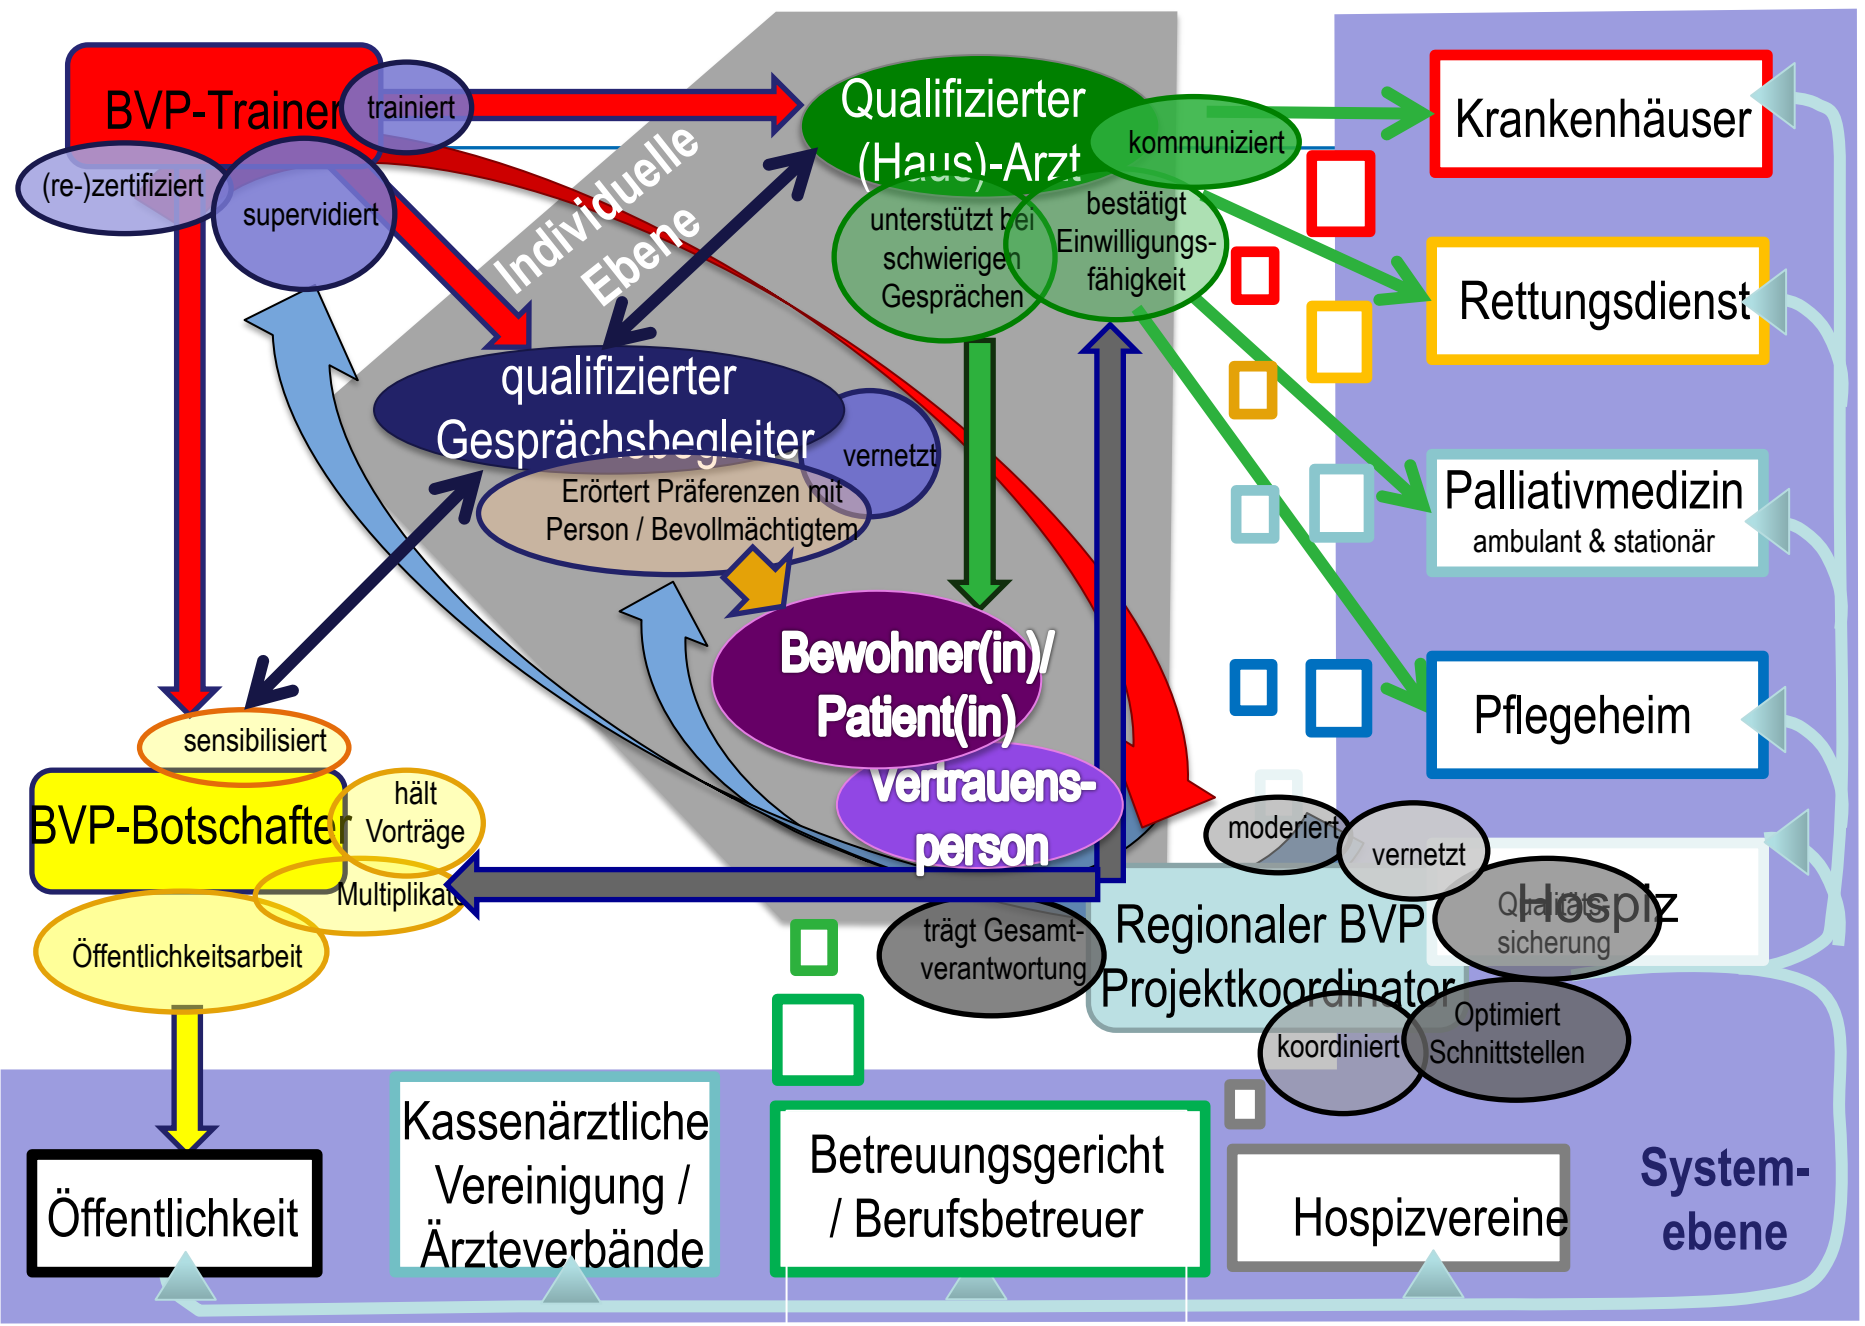 BVP-Trainer
trainiert
(re-)zertifiziert
supervidiert
Individuelle
Ebene
Qualifizierter
(Haus)-Arzt
kommuniziert
unterstützt bei
schwierigen
Gesprächen
bestätigt
Einwilligungs-
fähigkeit
Krankenhäuser
Rettungsdienst
qualifizierter
Gesprächsbegleiter
vernetzt
Erörtert Präferenzen mit
Person / Bevollmächtigtem
Palliativmedizin
ambulant & stationär
Bewohner(in)/
Patient(in)
Vertrauens-
person
Pflegeheim
sensibilisiert
BVP-Botschafter
hält
Vorträge
Multiplikato
Öffentlichkeitsarbeit
moderiert
vernetzt
Hospiz
Qualitäts-
sicherung
trägt Gesamt-
verantwortung
Regionaler BVP
Projektkoordinator
koordiniert
Optimiert
Schnittstellen
Öffentlichkeit
Kassenärztliche
Vereinigung /
Ärzteverbände
Betreuungsgericht
/ Berufsbetreuer
Hospizvereine
System-
ebene